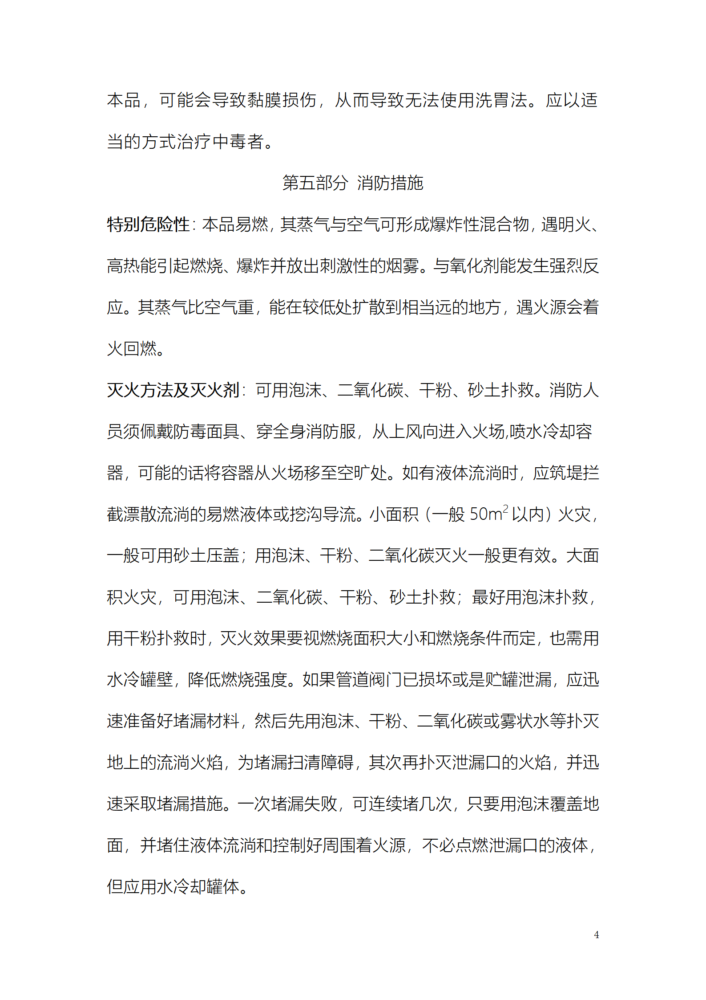 本品，可能会导致黏膜损伤，从而导致无法使用洗胃法。应以适
当的方式治疗中毒者。
第五部分 消防措施
特别危险性：本品易燃，其蒸气与空气可形成爆炸性混合物，遇明火、
高热能引起燃烧、爆炸并放出刺激性的烟雾。与氧化剂能发生强烈反
应。其蒸气比空气重，能在较低处扩散到相当远的地方，遇火源会着
火回燃。
灭火方法及灭火剂：可用泡沫、二氧化碳、干粉、砂土扑救。消防人
员须佩戴防毒面具、穿全身消防服，从上风向进入火场,喷水冷却容
器，可能的话将容器从火场移至空旷处。如有液体流淌时，应筑堤拦
截漂散流淌的易燃液体或挖沟导流。小面积（一般 50m² 以内）火灾，
一般可用砂土压盖；用泡沫、干粉、二氧化碳灭火一般更有效。大面
积火灾，可用泡沫、二氧化碳、干粉、砂土扑救；最好用泡沫扑救，
用干粉扑救时，灭火效果要视燃烧面积大小和燃烧条件而定，也需用
水冷罐壁，降低燃烧强度。如果管道阀门已损坏或是贮罐泄漏，应迅
速准备好堵漏材料，然后先用泡沫、干粉、二氧化碳或雾状水等扑灭
地上的流淌火焰，为堵漏扫清障碍，其次再扑灭泄漏口的火焰，并迅
速采取堵漏措施。一次堵漏失败，可连续堵几次，只要用泡沫覆盖地
面，并堵住液体流淌和控制好周围着火源，不必点燃泄漏口的液体，
但应用水冷却罐体。
4